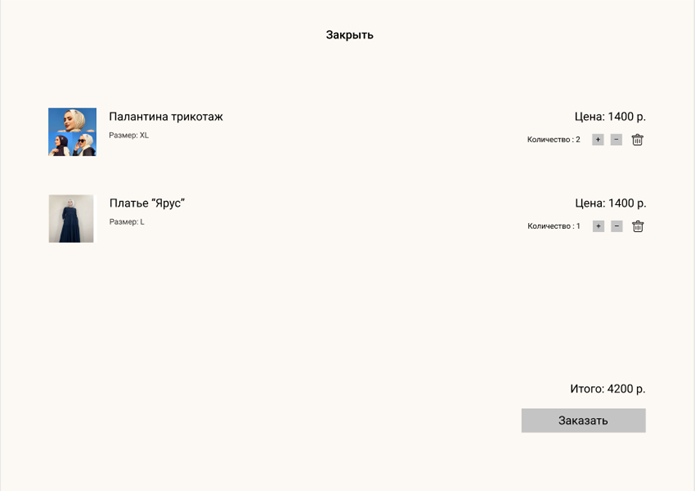 Закрыть
Палантина трикотаж
Цена: 1400 р.
Размер: XL
Количество : 2 + −
Платье “Ярус”
Цена: 1400 р.
Размер: L
Количество : 1 + −
Итого: 4200 р.
Заказать